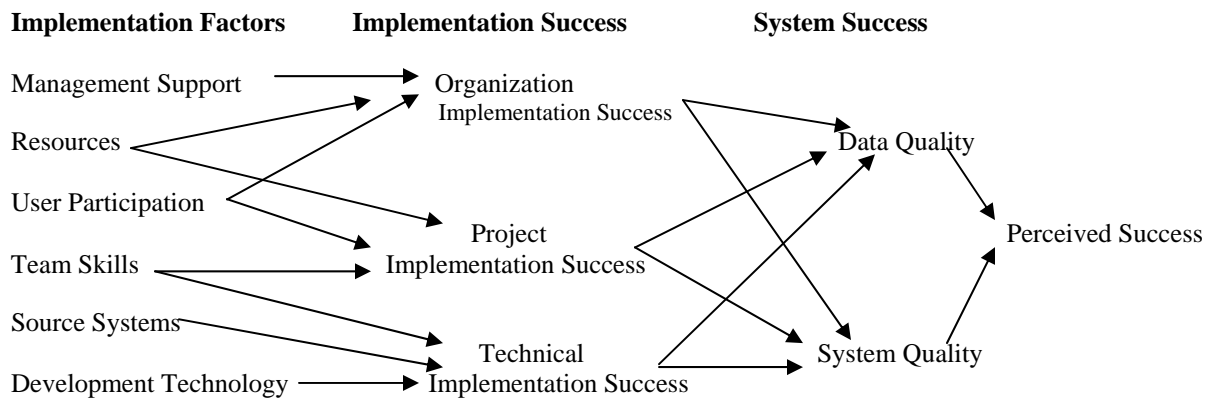 Implementation Factors
Implementation Success
System Success
Management Support
Organization
Implementation Success
Resources
Data Quality
User Participation
Project
Implementation Success
Perceived Success
Team Skills
Source Systems
Technical
Implementation Success
System Quality
Development Technology